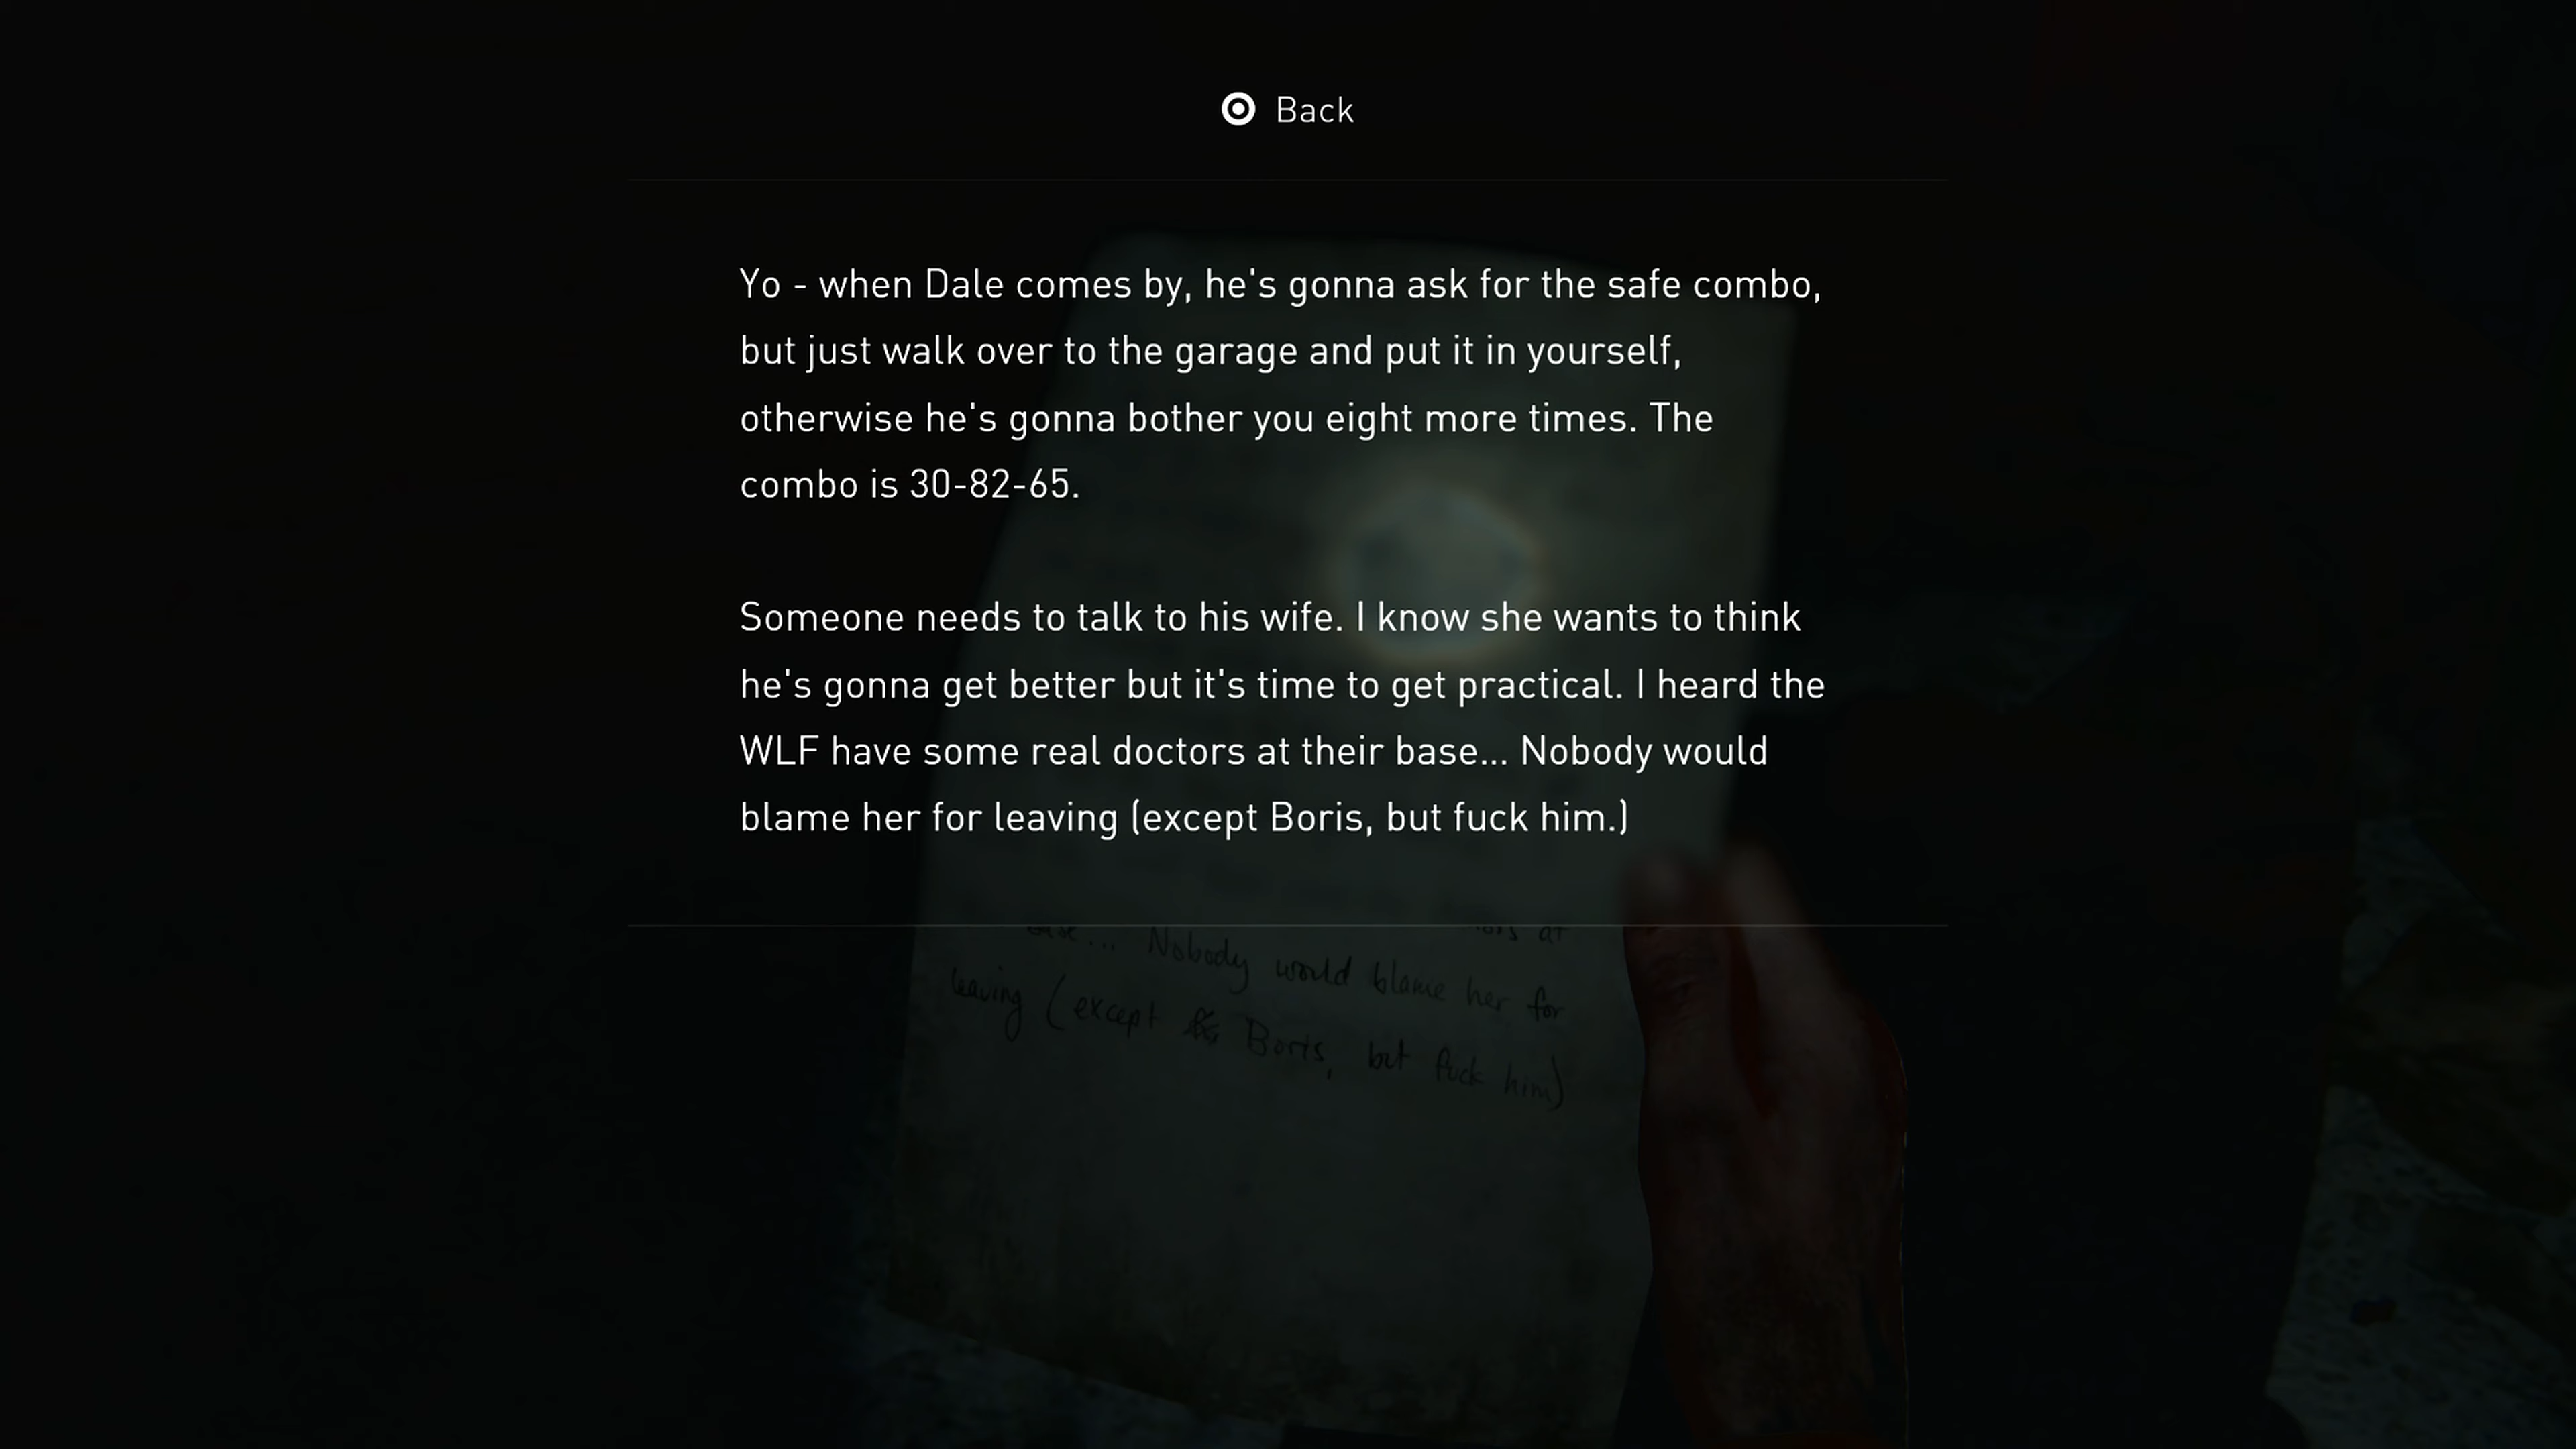 Back
Yo - when Dale comes by, he's gonna ask for the safe combo,
but just walk over to the garage and put it in yourself,
otherwise he's gonna bother you eight more times. The
combo is 30-82-65.
Someone needs to talk to his wife. I know she wants to think
he's gonna get better but it's time to get practical. I heard the
WLF have some real doctors at their base... Nobody would
blame her for leaving (except Boris, but fuck him.)
... Nobody would blame her for
leaving (except Boris, but fuck him)